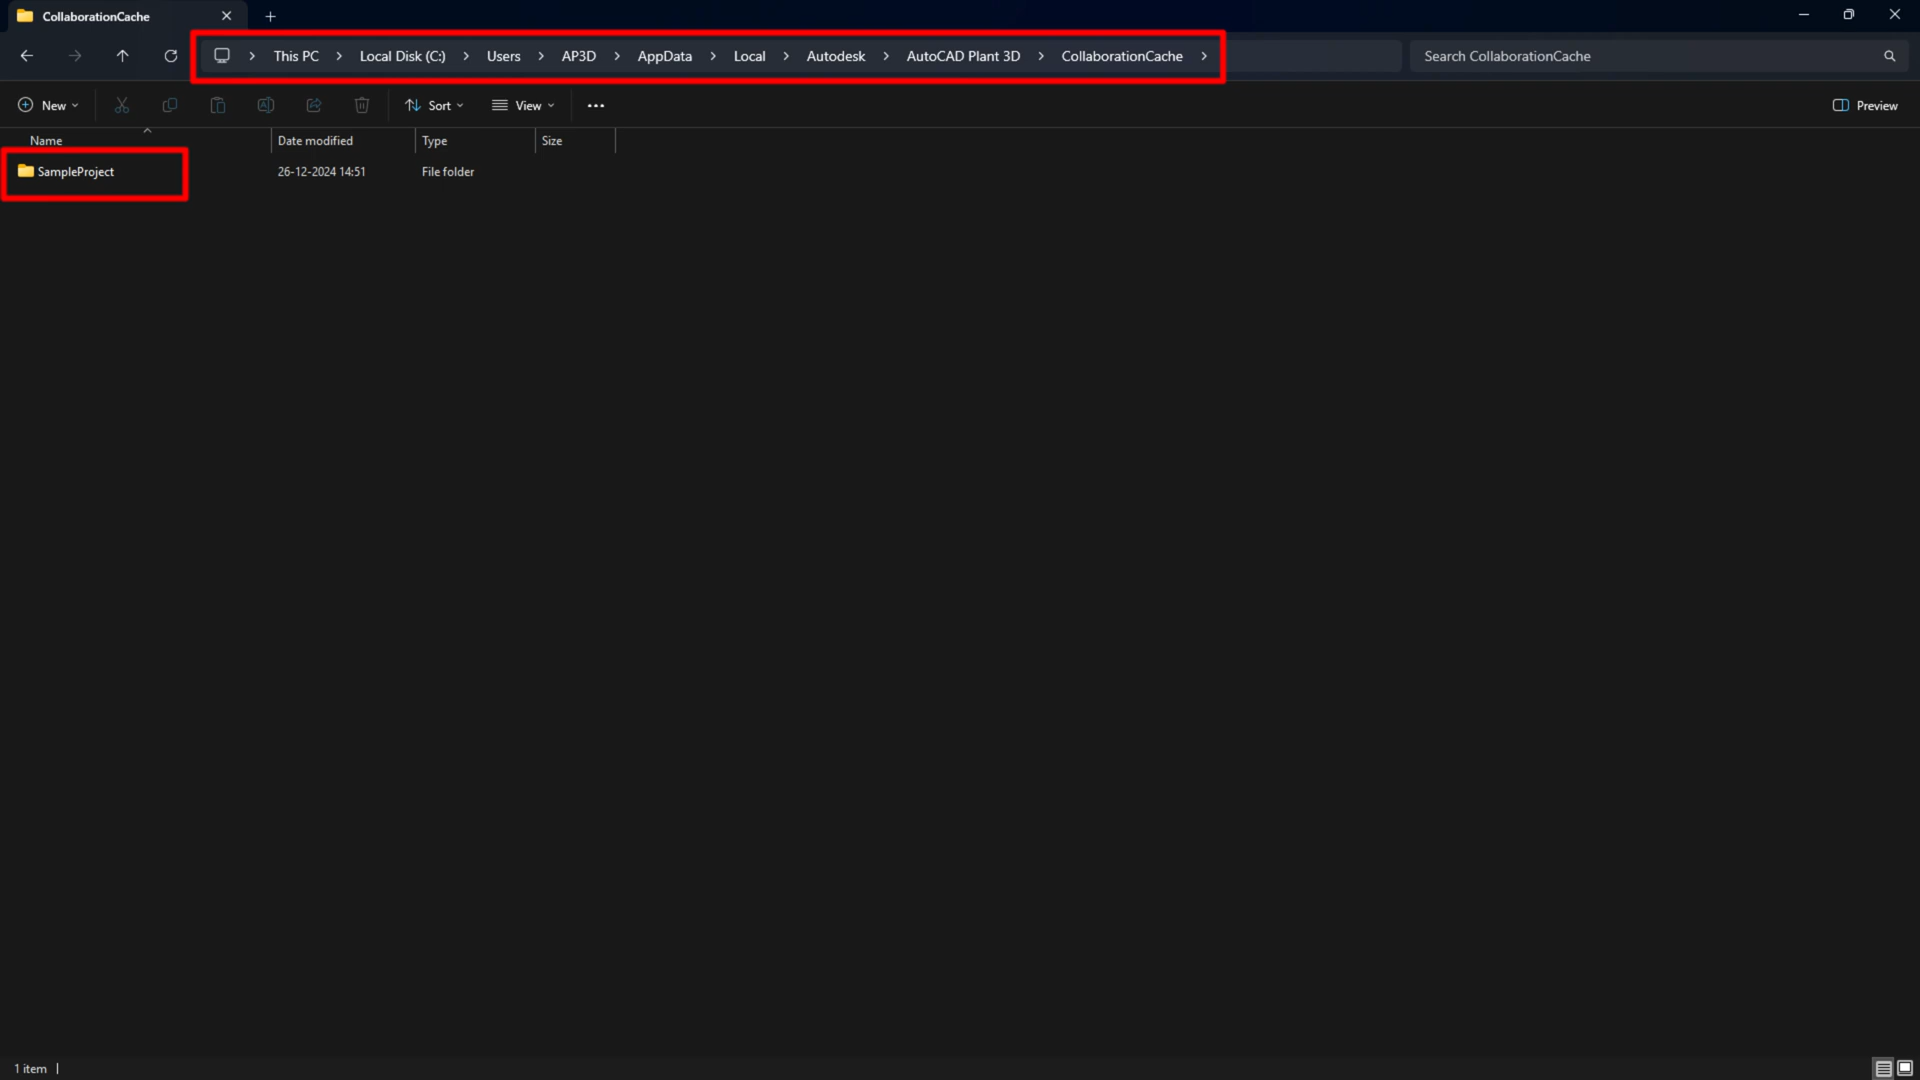 CollaborationCache
This PC > Local Disk (C:) > Users > AP3D > AppData > Local > Autodesk > AutoCAD Plant 3D > CollaborationCache >
Search CollaborationCache
New Sort View ••• Preview
Name Date modified Type Size
SampleProject 26-12-2024 14:51 File folder
1 item